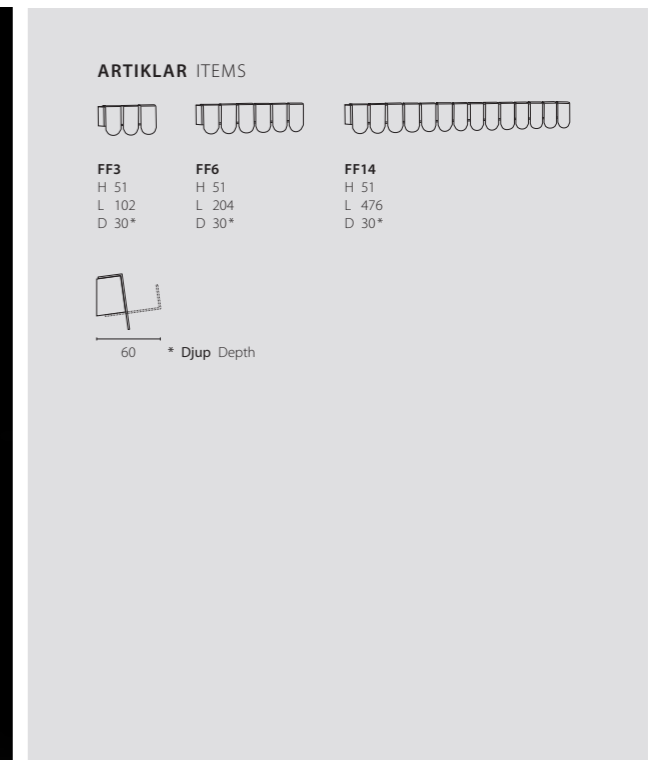 ARTIKLAR ITEMS
FF3
H 51
L 102
D 30*
FF6
H 51
L 204
D 30*
FF14
H 51
L 476
D 30*
60 * Djup Depth